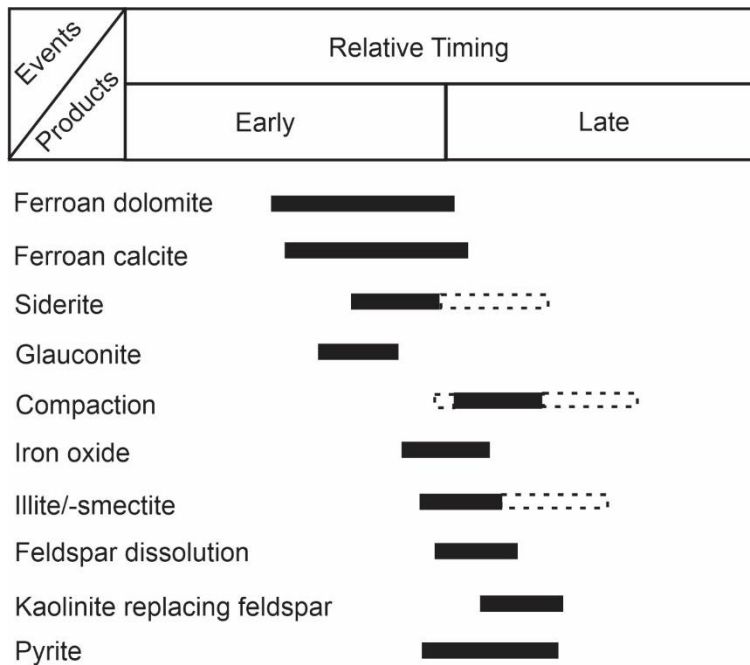 Events
Products
Relative Timing
Early
Late
Ferroan dolomite
Ferroan calcite
Siderite
Glauconite
Compaction
Iron oxide
Illite/-smectite
Feldspar dissolution
Kaolinite replacing feldspar
Pyrite